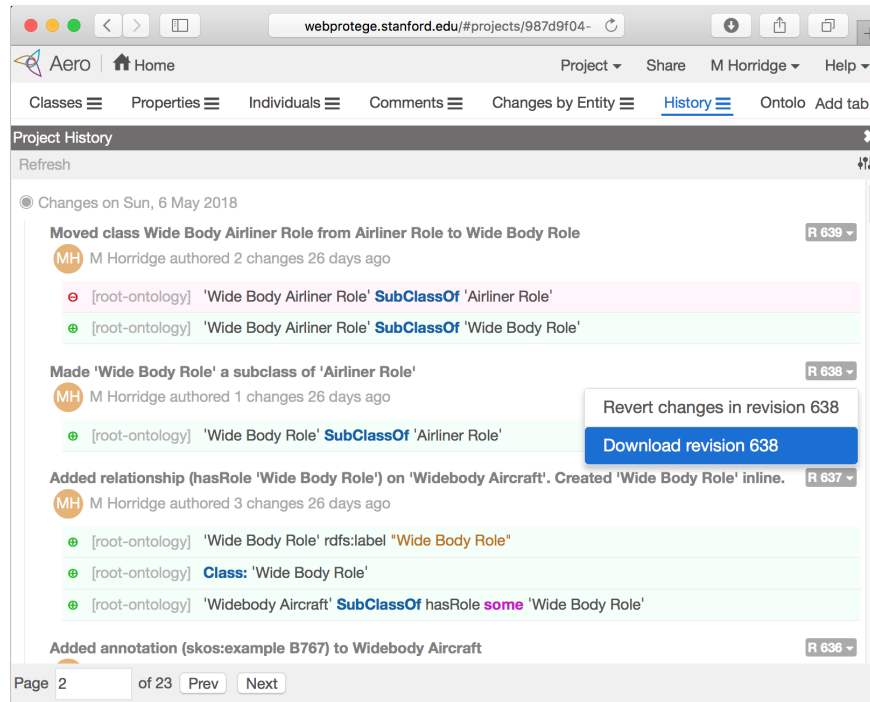 webprotege.stanford.edu/#projects/987d9f04-
Aero Home Project Share M Horridge Help
Classes Properties Individuals Comments Changes by Entity History Ontolo Add tab
Project History
Refresh
Changes on Sun, 6 May 2018
Moved class Wide Body Airliner Role from Airliner Role to Wide Body Role R 639
MH M Horridge authored 2 changes 26 days ago
[root-ontology] 'Wide Body Airliner Role' SubClassOf 'Airliner Role'
[root-ontology] 'Wide Body Airliner Role' SubClassOf 'Wide Body Role'
Made 'Wide Body Role' a subclass of 'Airliner Role' R 638
MH M Horridge authored 1 changes 26 days ago
Revert changes in revision 638
[root-ontology] 'Wide Body Role' SubClassOf 'Airliner Role'
Download revision 638
Added relationship (hasRole 'Wide Body Role') on 'Widebody Aircraft'. Created 'Wide Body Role' inline. R 637
MH M Horridge authored 3 changes 26 days ago
[root-ontology] 'Wide Body Role' rdfs:label "Wide Body Role"
[root-ontology] Class: 'Wide Body Role'
[root-ontology] 'Widebody Aircraft' SubClassOf hasRole some 'Wide Body Role'
Added annotation (skos:example B767) to Widebody Aircraft R 636
Page 2 of 23 Prev Next